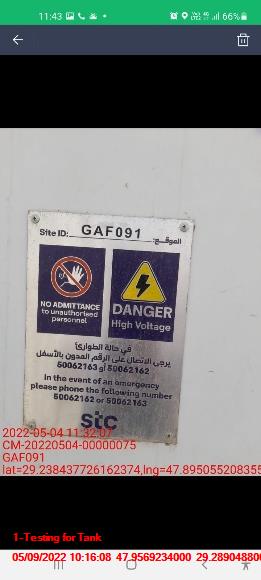 11:43
66%
Site ID: GAF091 الموقع:
NO ADMITTANCE
to unauthorised
personnel
DANGER
High Voltage
في حالة الطوارئ
يرجى الاتصال على الرقم المدون بالأسفل
50062162 أو 50062163
In the event of an emergency
please phone the following number
50062162 or 50062163
stc
2022-05-04 11:32:07
CM-20220504-00000075
GAF091
lat=29.238437726162374,lng=47.895055208355
1-Testing for Tank
05/09/2022 10:16:08 47.9569234000 29.289048800